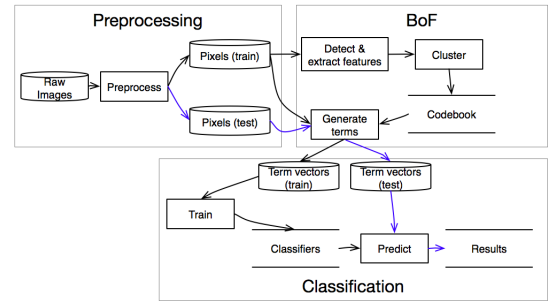 Preprocessing
BoF
Raw
Images
Preprocess
Pixels (train)
Pixels (test)
Detect &
extract features
Cluster
Codebook
Generate
terms
Term vectors
(train)
Term vectors
(test)
Train
Classifiers
Predict
Results
Classification